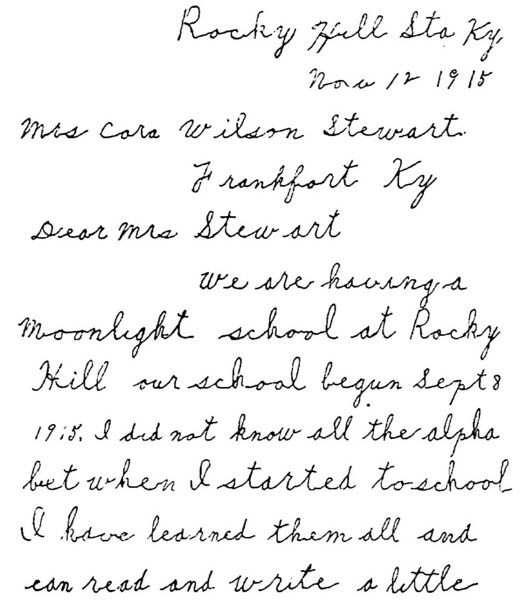 Rocky Hill Sta Ky,
Nov 12 1915
Mrs Cora Wilson Stewart.
Frankfort Ky
Dear Mrs Stewart
we are having a
moonlight school at Rocky
Hill our school begun Sept 8
1915. I did not know all the alpha
bet when I started to school
I have learned them all and
can read and write a little